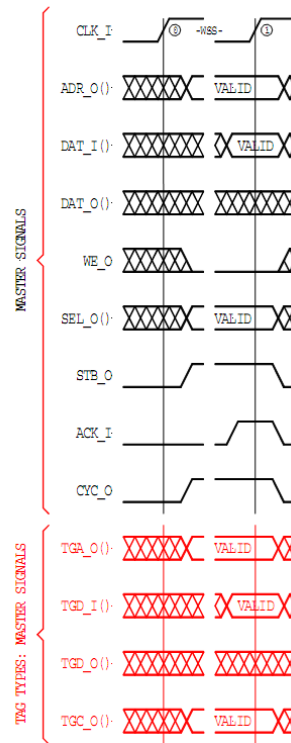 CLK_I
0
-WSS-
1
ADR_O()
VALID
DAT_I()
VALID
DAT_O()
WE_O
SEL_O()
VALID
STB_O
ACK_I
CYC_O
MASTER SIGNALS
TGA_O()
VALID
TGD_I()
VALID
TGD_O()
TGC_O()
VALID
TAG TYPES: MASTER SIGNALS